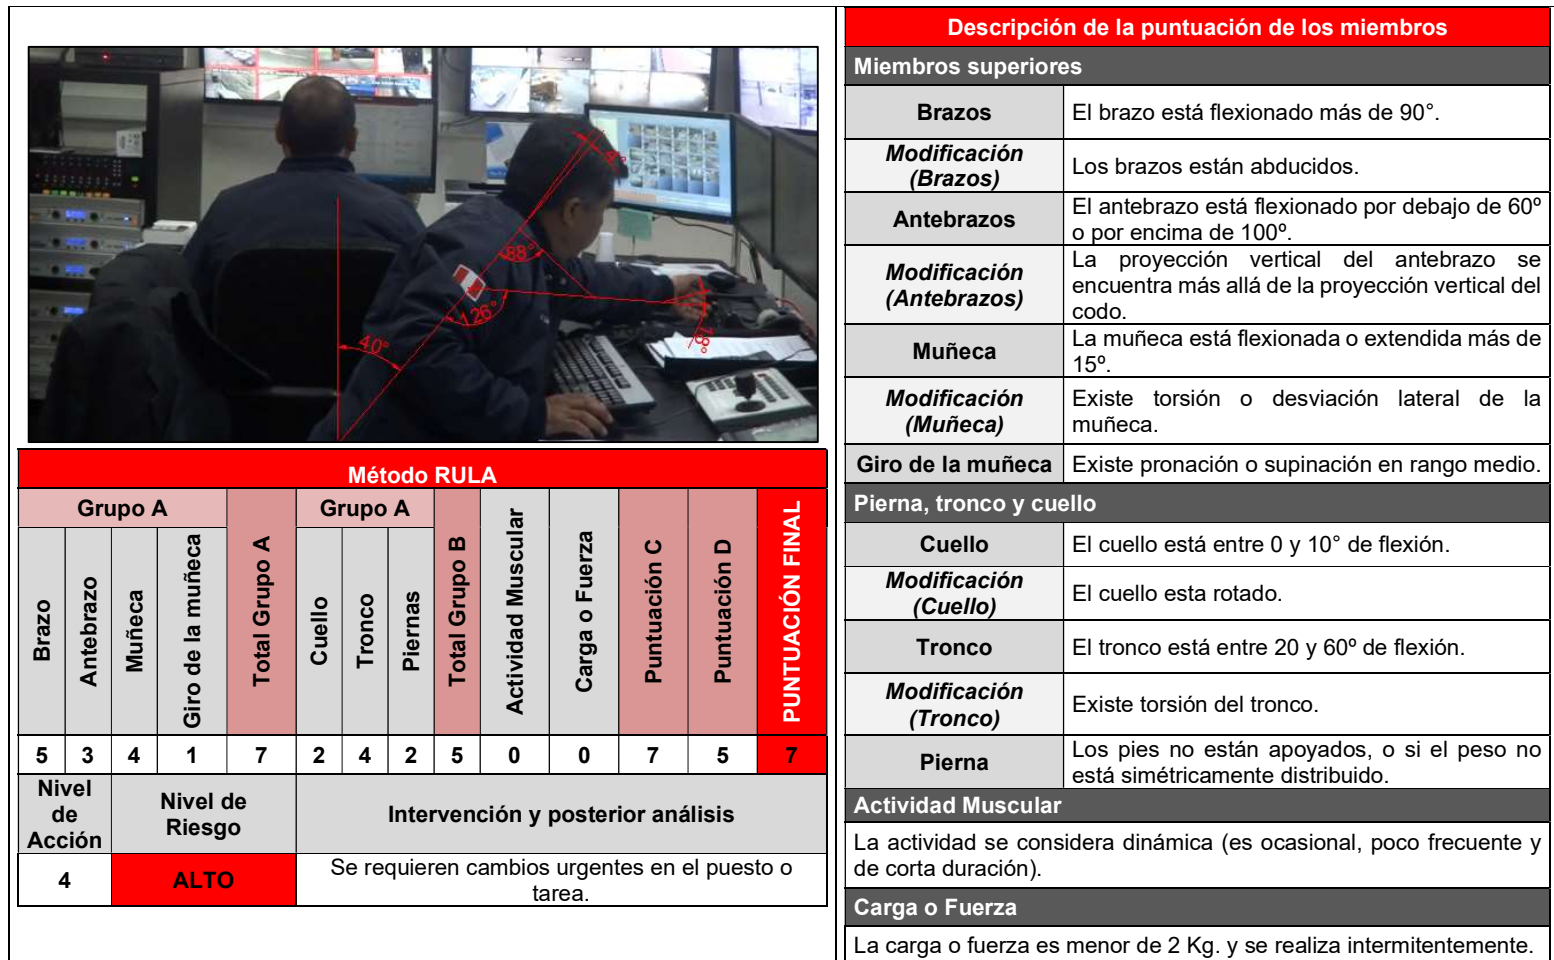 40°
126°
88°
4°
18°
Método RULA
Grupo A
Grupo A
Brazo
Antebrazo
Muñeca
Giro de la muñeca
Total Grupo A
Cuello
Tronco
Piernas
Total Grupo B
Actividad Muscular
Carga o Fuerza
Puntuación C
Puntuación D
PUNTUACIÓN FINAL
5 3 4 1 7 2 4 2 5 0 0 7 5 7
Nivel
de
Acción
Nivel de
Riesgo
Intervención y posterior análisis
4
ALTO
Se requieren cambios urgentes en el puesto o
tarea.
Descripción de la puntuación de los miembros
Miembros superiores
Brazos
El brazo está flexionado más de 90°.
Modificación
(Brazos)
Los brazos están abducidos.
Antebrazos
El antebrazo está flexionado por debajo de 60º
o por encima de 100º.
Modificación
(Antebrazos)
La proyección vertical del antebrazo se
encuentra más allá de la proyección vertical del
codo.
Muñeca
La muñeca está flexionada o extendida más de
15º.
Modificación
(Muñeca)
Existe torsión o desviación lateral de la
muñeca.
Giro de la muñeca
Existe pronación o supinación en rango medio.
Pierna, tronco y cuello
Cuello
El cuello está entre 0 y 10° de flexión.
Modificación
(Cuello)
El cuello esta rotado.
Tronco
El tronco está entre 20 y 60º de flexión.
Modificación
(Tronco)
Existe torsión del tronco.
Pierna
Los pies no están apoyados, o si el peso no
está simétricamente distribuido.
Actividad Muscular
La actividad se considera dinámica (es ocasional, poco frecuente y
de corta duración).
Carga o Fuerza
La carga o fuerza es menor de 2 Kg. y se realiza intermitentemente.